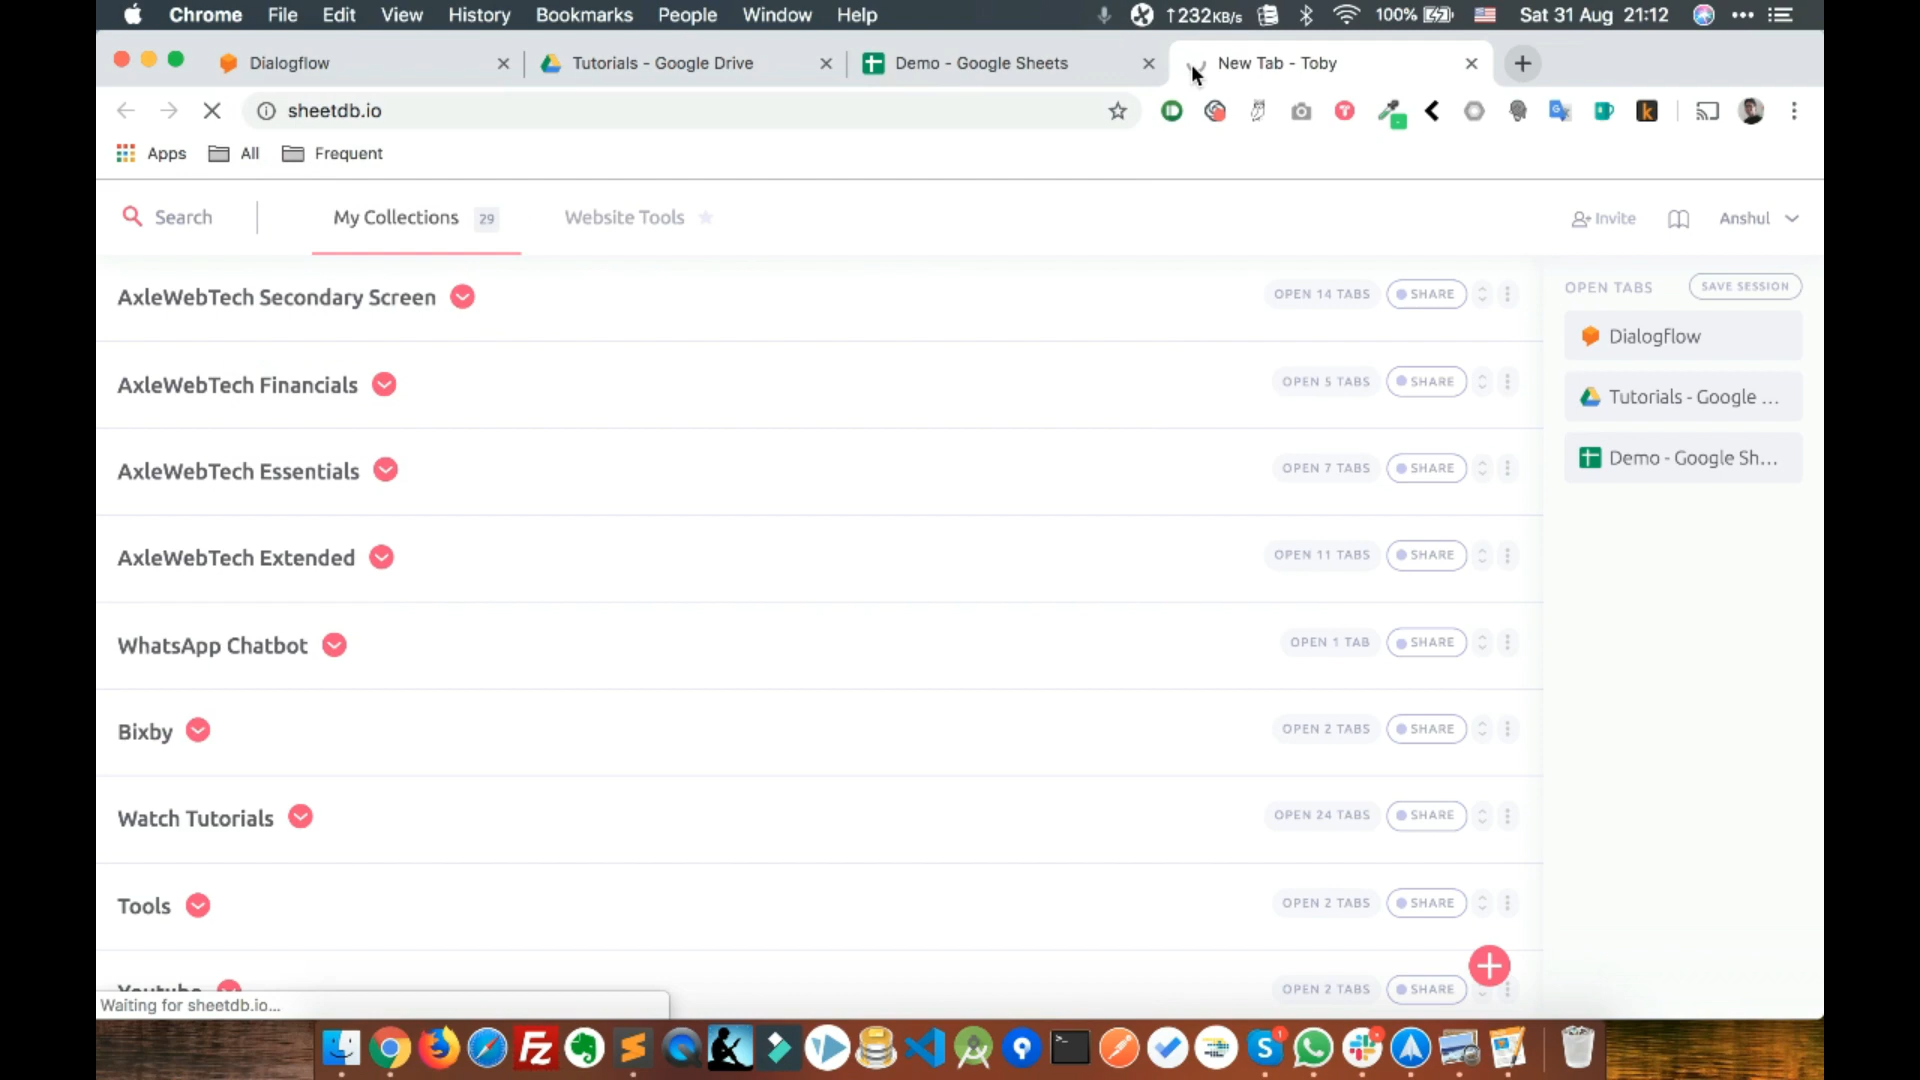 Chrome File Edit View History Bookmarks People Window Help ↑232KB/s 100% Sat 31 Aug 21:12
Dialogflow Tutorials - Google Drive Demo - Google Sheets New Tab - Toby
sheetdb.io
Apps All Frequent
Search My Collections 29 Website Tools Invite Anshul
AxleWebTech Secondary Screen OPEN 14 TABS SHARE OPEN TABS SAVE SESSION
Dialogflow
AxleWebTech Financials OPEN 5 TABS SHARE Tutorials - Google ...
AxleWebTech Essentials OPEN 7 TABS SHARE Demo - Google Sh...
AxleWebTech Extended OPEN 11 TABS SHARE
WhatsApp Chatbot OPEN 1 TAB SHARE
Bixby OPEN 2 TABS SHARE
Watch Tutorials OPEN 24 TABS SHARE
Tools OPEN 2 TABS SHARE
Youtube OPEN 2 TABS SHARE
Waiting for sheetdb.io...